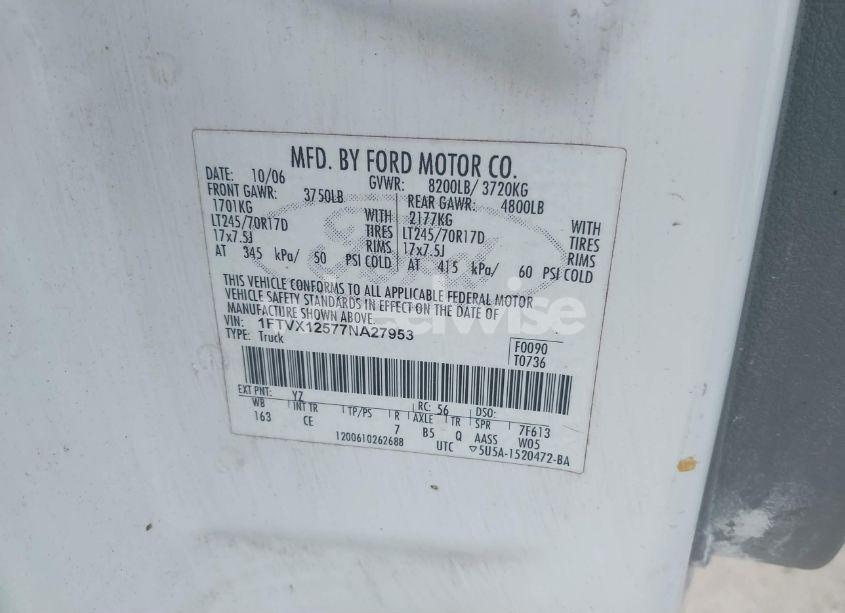 MFD. BY FORD MOTOR CO.
DATE: 10/06 GVWR: 8200LB/ 3720KG
FRONT GAWR: 3750LB REAR GAWR: 4800LB
1701KG WITH 2177KG WITH
LT245/70R17D TIRES LT245/70R17D TIRES
17x7.5J RIMS 17x7.5J RIMS
AT 345 kPa/ 50 PSI COLD AT 415 kPa/ 60 PSI COLD
THIS VEHICLE CONFORMS TO ALL APPLICABLE FEDERAL MOTOR
VEHICLE SAFETY STANDARDS IN EFFECT ON THE DATE OF
MANUFACTURE SHOWN ABOVE.
VIN: 1FTVX12577NA27953
TYPE: Truck
F0090
T0736
EXT PNT: YZ RC: 56 DSO:
WB INT TR TP/PS R AXLE TR SPR 7F613
163 CE 7 B5 Q AASS W05
1200610262688 UTC ▽5U5A-1520472-BA
Ford